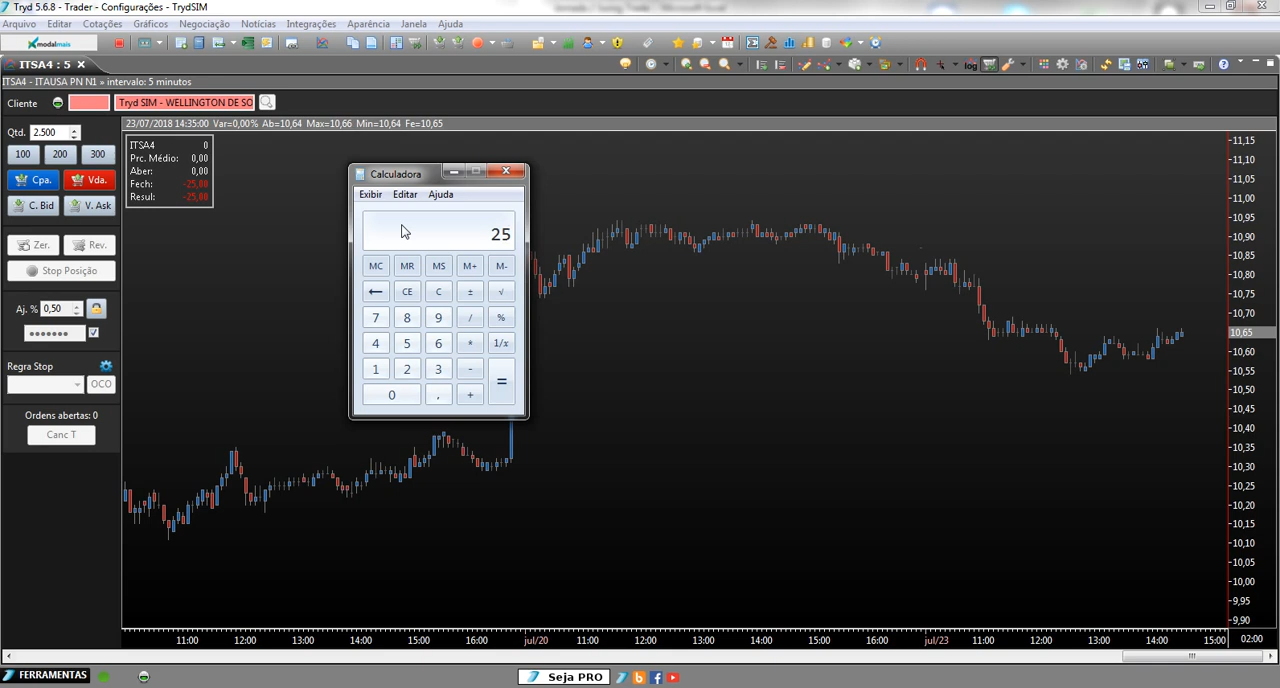 Tryd 5.6.8 - Trader - Configurações - TrydSIM
Arquivo Editar Cotações Gráficos Negociação Notícias Integrações Aparência Janela Ajuda
modalmais
log
ITSA4 : 5
ITSA4 - ITAUSA PN N1 » intervalo: 5 minutos
Cliente Tryd SIM - WELLINGTON DE SO
23/07/2018 14:35:00 Var=0,00% Ab=10,64 Max=10,66 Min=10,64 Fe=10,65
Qtd. 2.500
100 200 300
Cpa. Vda.
C. Bid V. Ask
Zer. Rev.
Stop Posição
Aj. % 0,50
Regra Stop
OCO
Ordens abertas: 0
Canc T
ITSA4 0
Prc. Médio: 0,00
Aber: 0,00
Fech: -25,00
Resul: -25,00
Calculadora
Exibir Editar Ajuda
25
MC MR MS M+ M-
← CE C ± √
7 8 9 / %
4 5 6 * 1/x
1 2 3 - =
0 , +
11,15
11,10
11,05
11,00
10,95
10,90
10,85
10,80
10,75
10,70
10,65
10,60
10,55
10,50
10,45
10,40
10,35
10,30
10,25
10,20
10,15
10,10
10,05
10,00
9,95
9,90
11:00 12:00 13:00 14:00 15:00 16:00 jul/20 11:00 12:00 13:00 14:00 15:00 16:00 jul/23 11:00 12:00 13:00 14:00 15:00 02:00
FERRAMENTAS
Seja PRO